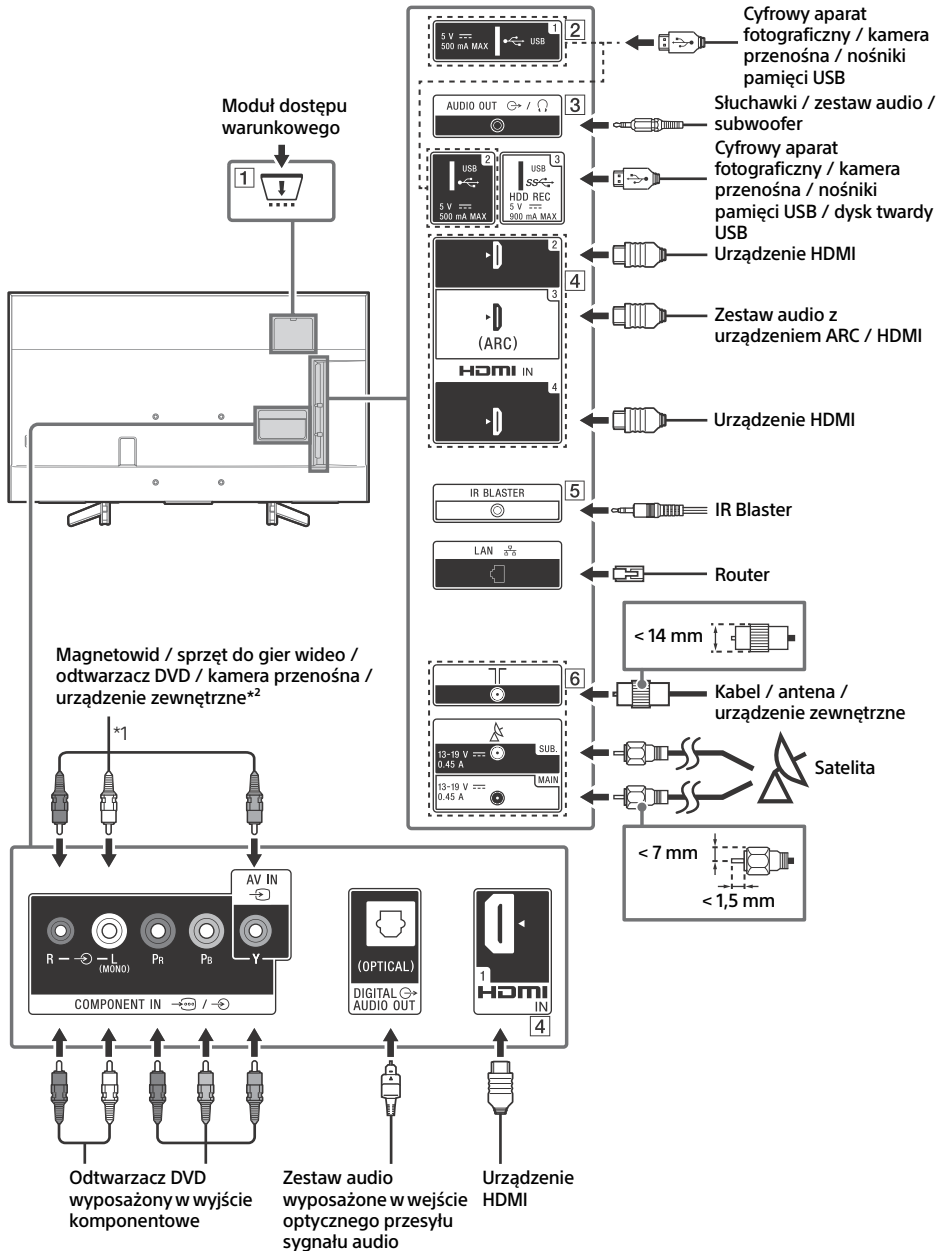 Cyfrowy aparat
fotograficzny / kamera
przenośna / nośniki
pamięci USB
5 V
500 mA MAX
USB
1
2
Moduł dostępu
warunkowego
1
AUDIO OUT
/
3
Słuchawki / zestaw audio /
subwoofer
2
USB
5 V
500 mA MAX
3
USB
SS
HDD REC
5 V
900 mA MAX
Cyfrowy aparat
fotograficzny / kamera
przenośna / nośniki
pamięci USB / dysk twardy
USB
2
4
Urządzenie HDMI
3
(ARC)
HDMI IN
Zestaw audio z
urządzeniem ARC / HDMI
4
Urządzenie HDMI
IR BLASTER
5
IR Blaster
LAN
Router
< 14 mm
6
Kabel / antena /
urządzenie zewnętrzne
13-19 V
0.45 A
SUB.
13-19 V
0.45 A
MAIN
Satelita
< 7 mm
< 1,5 mm
Magnetowid / sprzęt do gier wideo /
odtwarzacz DVD / kamera przenośna /
urządzenie zewnętrzne*2
*1
AV IN
R — — L
(MONO)
PR
PB
Y
COMPONENT IN /
(OPTICAL)
DIGITAL
AUDIO OUT
1
HDMI
IN
4
Odtwarzacz DVD
wyposażony w wyjście
komponentowe
Zestaw audio
wyposażone w wejście
optycznego przesyłu
sygnału audio
Urządzenie
HDMI